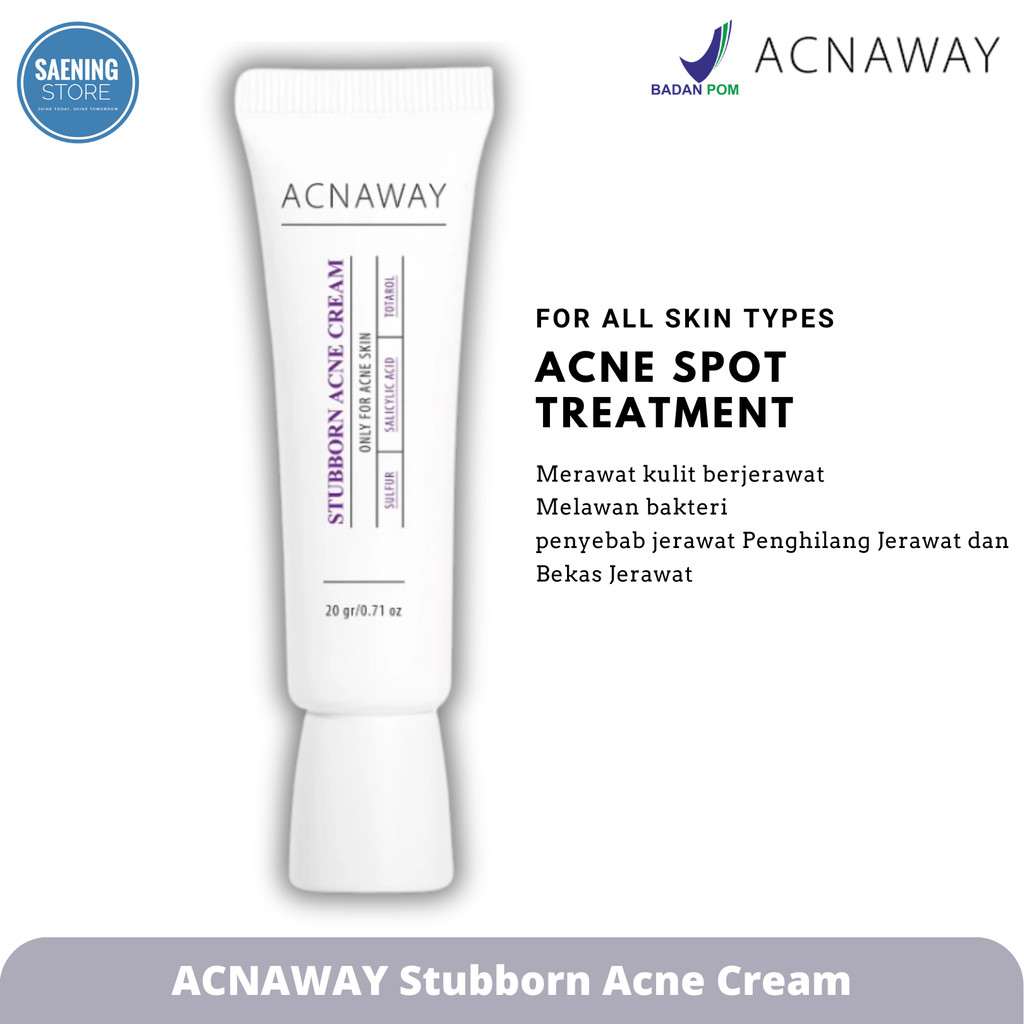 SAENING
STORE
SHINE TODAY, SHINE TOMORROW
BADAN POM
ACNAWAY
ACNAWAY
STUBBORN ACNE CREAM
ONLY FOR ACNE SKIN
SULFUR
SALICYLIC ACID
TOTAROL
20 gr/0.71 oz
FOR ALL SKIN TYPES
ACNE SPOT
TREATMENT
Merawat kulit berjerawat
Melawan bakteri
penyebab jerawat Penghilang Jerawat dan
Bekas Jerawat
ACNAWAY Stubborn Acne Cream